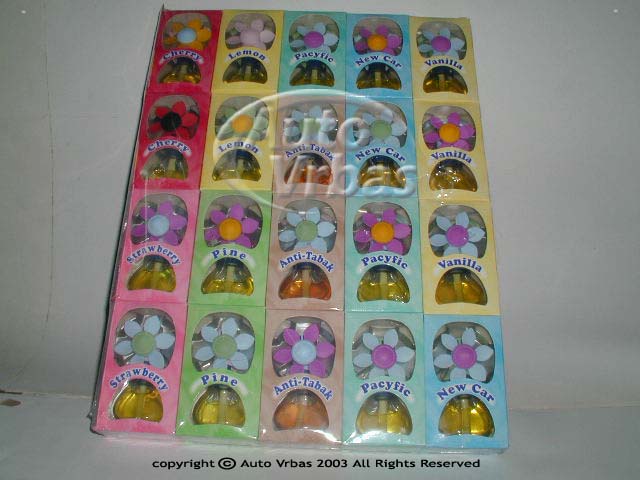 Cherry Lemon Pacyfic New Car Vanilla
Cherry Lemon Anti-Tabak New Car Vanilla
Auto
Vrbas
Strawberry Pine Anti-Tabak Pacyfic Vanilla
Strawberry Pine Anti-Tabak Pacyfic New Car
copyright © Auto Vrbas 2003 All Rights Reserved